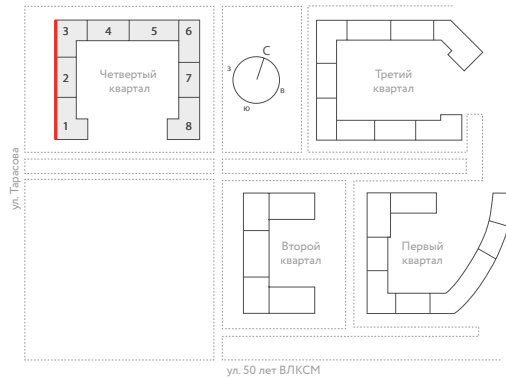 3 4 5 6
С
з
Четвертый
квартал
Третий
квартал
2
7
в
ю
1
8
ул. Тарасова
Второй
квартал
Первый
квартал
ул. 50 лет ВЛКСМ